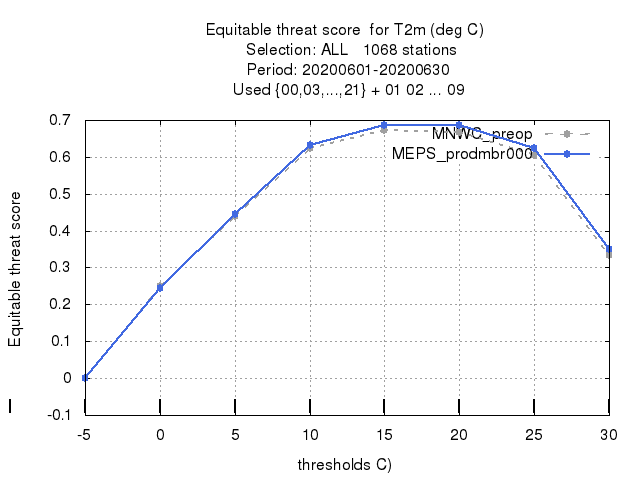 Equitable threat score for T2m (deg C)
Selection: ALL 1068 stations
Period: 20200601-20200630
Used {00,03,...,21} + 01 02 ... 09
0.7
0.6
0.5
0.4
0.3
0.2
0.1
0
-0.1
Equitable threat score
MNWC_preop
MEPS_prodmbr000
-5 0 5 10 15 20 25 30
thresholds C)